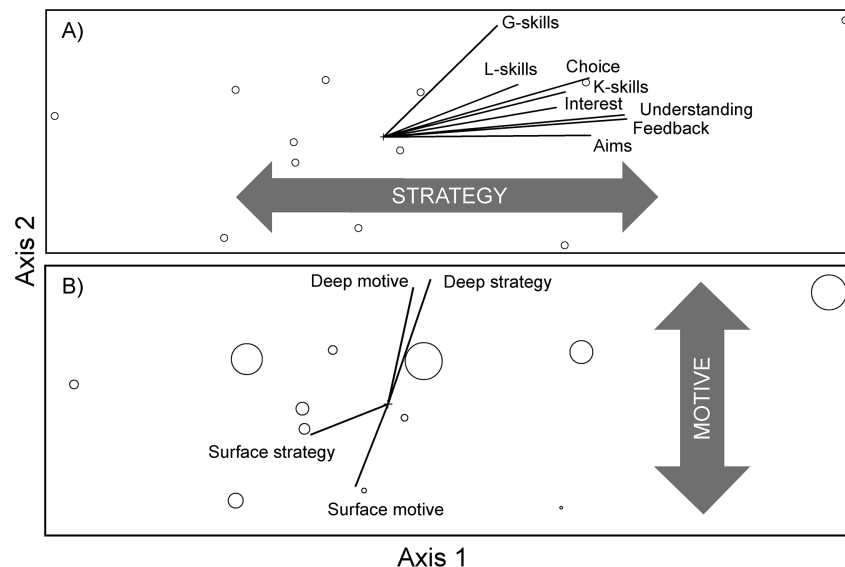 A)
G-skills
L-skills
Choice
K-skills
Interest
Understanding
Feedback
Aims
STRATEGY
Axis 2
B)
Deep motive
Deep strategy
MOTIVE
Surface strategy
Surface motive
Axis 1